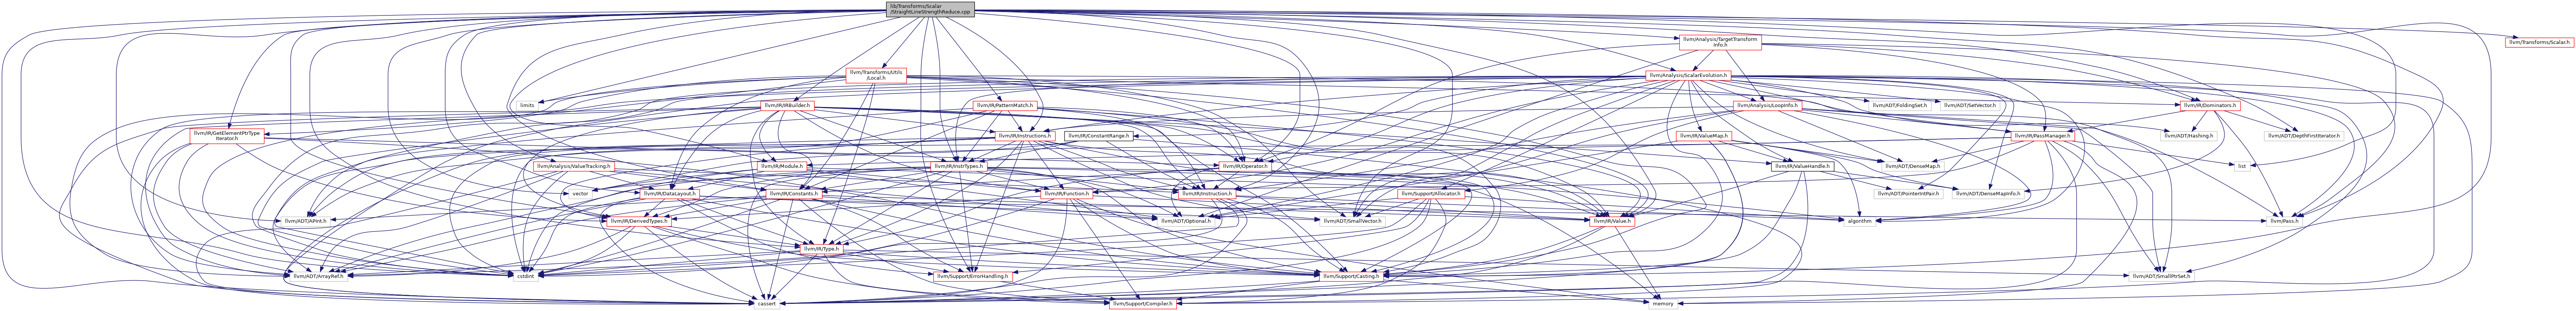 lib/Transforms/Scalar
/StraightLineStrengthReduce.cpp
llvm/Analysis/TargetTransform
Info.h
llvm/Transforms/Scalar.h
llvm/Transforms/Utils
/Local.h
llvm/Analysis/ScalarEvolution.h
limits
llvm/IR/IRBuilder.h
llvm/IR/PatternMatch.h
llvm/Analysis/LoopInfo.h
llvm/ADT/FoldingSet.h
llvm/ADT/SetVector.h
llvm/IR/Dominators.h
llvm/IR/GetElementPtrType
Iterator.h
llvm/IR/Instructions.h
llvm/IR/ConstantRange.h
llvm/IR/ValueMap.h
llvm/IR/PassManager.h
llvm/ADT/Hashing.h
llvm/ADT/DepthFirstIterator.h
llvm/Analysis/ValueTracking.h
llvm/IR/Module.h
llvm/IR/InstrTypes.h
llvm/IR/Operator.h
llvm/IR/ValueHandle.h
llvm/ADT/DenseMap.h
list
vector
llvm/IR/DataLayout.h
llvm/IR/Constants.h
llvm/IR/Function.h
llvm/IR/Instruction.h
llvm/Support/Allocator.h
llvm/ADT/PointerIntPair.h
llvm/ADT/DenseMapInfo.h
llvm/ADT/APInt.h
llvm/IR/DerivedTypes.h
llvm/ADT/Optional.h
llvm/ADT/SmallVector.h
llvm/IR/Value.h
algorithm
llvm/Pass.h
llvm/IR/Type.h
llvm/ADT/ArrayRef.h
cstdint
llvm/Support/ErrorHandling.h
llvm/Support/Casting.h
llvm/ADT/SmallPtrSet.h
cassert
llvm/Support/Compiler.h
memory